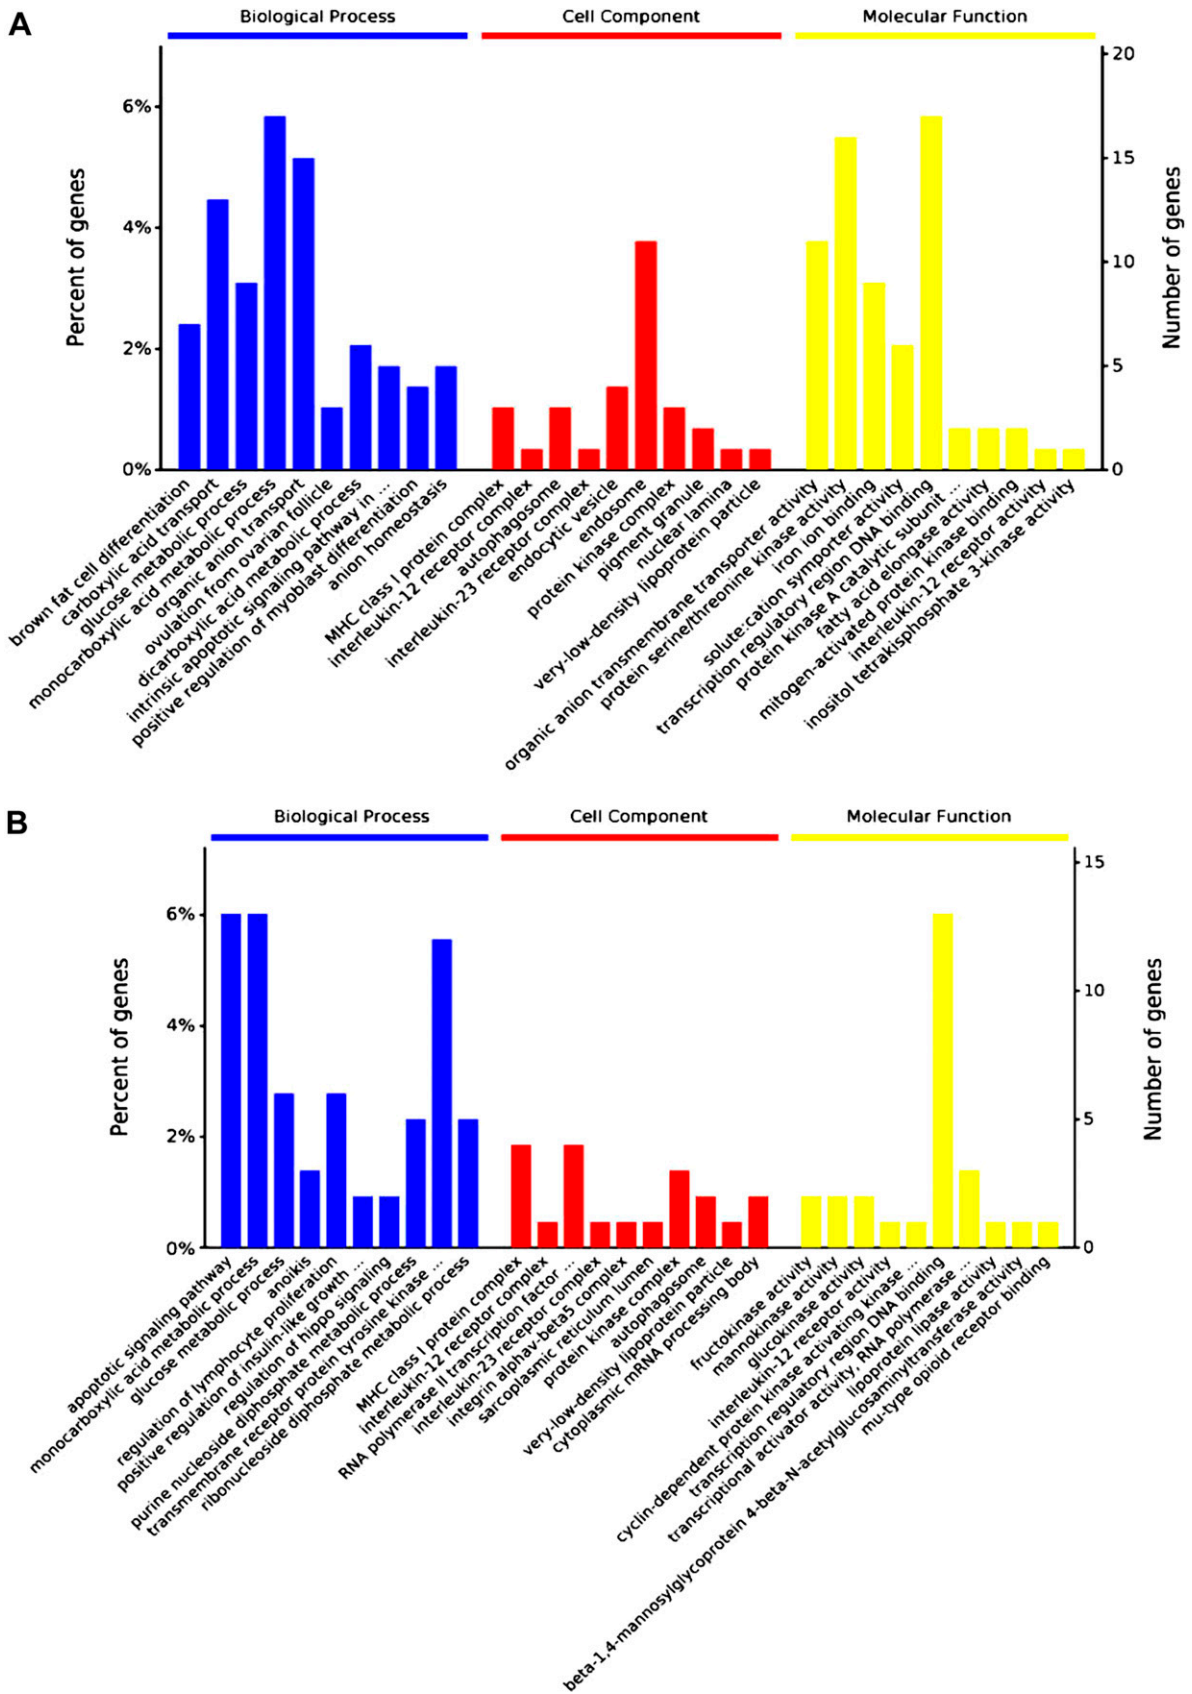 A
Biological Process
Cell Component
Molecular Function
Percent of genes
6%
4%
2%
0%
20
15
10
5
0
Number of genes
brown fat cell differentiation
carboxylic acid transport
glucose metabolic process
monocarboxylic acid metabolic process
organic anion transport
ovulation from ovarian follicle
dicarboxylic acid metabolic process
intrinsic apoptotic signaling pathway in ...
positive regulation of myoblast differentiation
anion homeostasis
MHC class I protein complex
interleukin-12 receptor complex
autophagosome
interleukin-23 receptor complex
endocytic vesicle
endosome
protein kinase complex
pigment granule
nuclear lamina
very-low-density lipoprotein particle
organic anion transmembrane transporter activity
protein serine/threonine kinase activity
iron ion binding
solute:cation symporter activity
transcription regulatory region DNA binding
protein kinase A catalytic subunit ...
fatty acid elongase activity
mitogen-activated protein kinase binding
interleukin-12 receptor activity
inositol tetrakisphosphate 3-kinase activity
B
Biological Process
Cell Component
Molecular Function
Percent of genes
6%
4%
2%
0%
15
10
5
0
Number of genes
apoptotic signaling pathway
monocarboxylic acid metabolic process
glucose metabolic process
anoikis
regulation of lymphocyte proliferation
positive regulation of insulin-like growth ...
regulation of hippo signaling
purine nucleoside diphosphate metabolic process
transmembrane receptor protein tyrosine kinase ...
ribonucleoside diphosphate metabolic process
MHC class I protein complex
interleukin-12 receptor complex
RNA polymerase II transcription factor ...
interleukin-23 receptor complex
integrin alphav-beta5 complex
sarcoplasmic reticulum lumen
protein kinase complex
autophagosome
very-low-density lipoprotein particle
cytoplasmic mRNA processing body
fructokinase activity
mannokinase activity
glucokinase activity
interleukin-12 receptor activity
cyclin-dependent protein kinase activating kinase ...
transcription regulatory region DNA binding
transcriptional activator activity, RNA polymerase ...
lipoprotein lipase activity
beta-1,4-mannosylglycoprotein 4-beta-N-acetylglucosaminyltransferase activity
mu-type opioid receptor binding